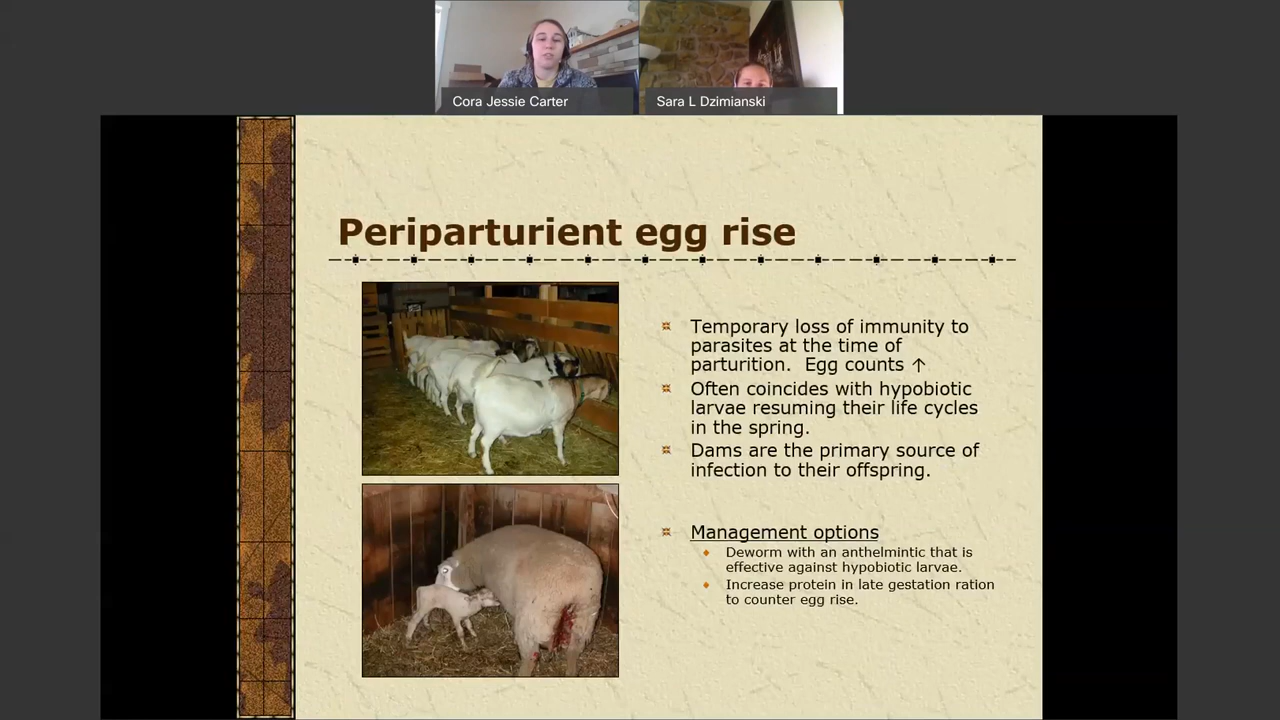 Cora Jessie Carter
Sara L Dzimianski
Periparturient egg rise
Temporary loss of immunity to
parasites at the time of
parturition.  Egg counts ↑
Often coincides with hypobiotic
larvae resuming their life cycles
in the spring.
Dams are the primary source of
infection to their offspring.
Management options
Deworm with an anthelmintic that is
effective against hypobiotic larvae.
Increase protein in late gestation ration
to counter egg rise.